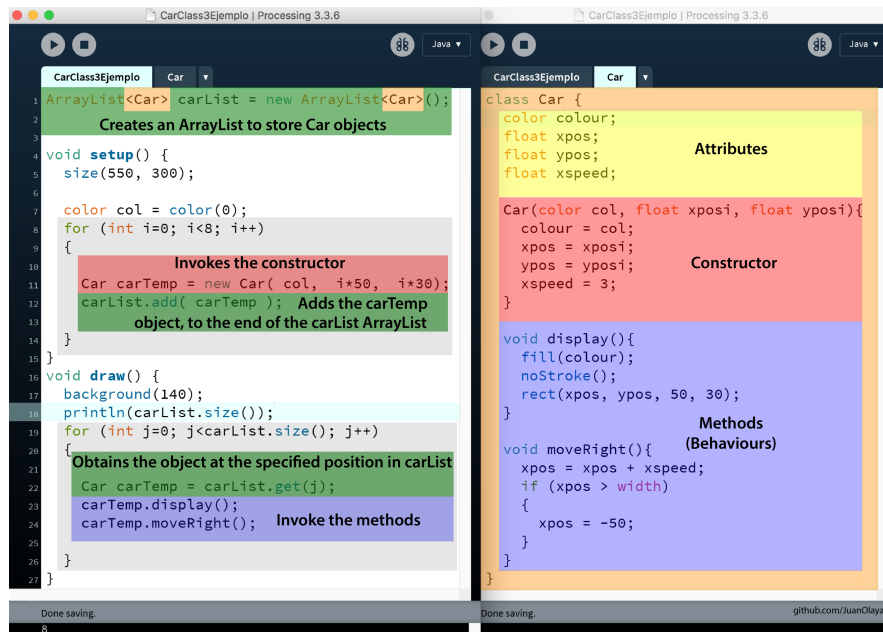 CarClass3Ejemplo | Processing 3.3.6
Java ▼
CarClass3Ejemplo Car ▼
1 ArrayList<Car> carList = new ArrayList<Car>();
2 Creates an ArrayList to store Car objects
3
4 void setup() {
5 size(550, 300);
6
7 color col = color(0);
8 for (int i=0; i<8; i++)
9 {
10 Invokes the constructor
11 Car carTemp = new Car( col, i*50, i*30);
12 carList.add( carTemp ); Adds the carTemp
13 object, to the end of the carList ArrayList
14 }
15 }
16 void draw() {
17 background(140);
18 println(carList.size());
19 for (int j=0; j<carList.size(); j++)
20 {
21 Obtains the object at the specified position in carList
22 Car carTemp = carList.get(j);
23 carTemp.display();
24 carTemp.moveRight(); Invoke the methods
25
26 }
27 }
Done saving.
8
CarClass3Ejemplo | Processing 3.3.6
Java ▼
CarClass3Ejemplo Car ▼
class Car {
color colour;
float xpos;
float ypos;
float xspeed;
Attributes
Car(color col, float xposi, float yposi){
colour = col;
xpos = xposi;
ypos = yposi;
xspeed = 3;
}
Constructor
void display(){
fill(colour);
noStroke();
rect(xpos, ypos, 50, 30);
}
Methods
(Behaviours)
void moveRight(){
xpos = xpos + xspeed;
if (xpos > width)
{
xpos = -50;
}
}
}
Done saving.
github.com/JuanOlaya